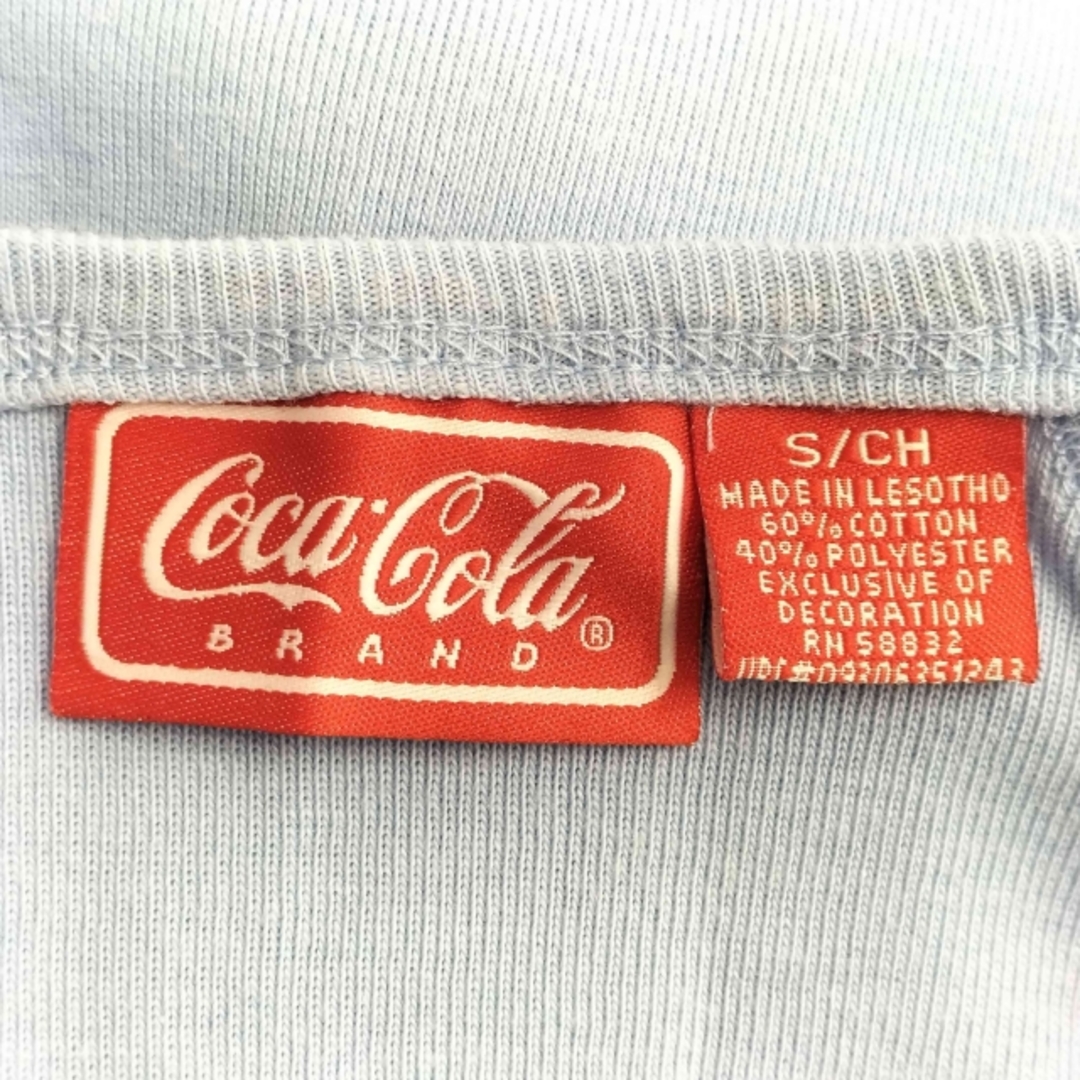 Coca-Cola
BRAND ®
S/CH
MADE IN LESOTHO
60% COTTON
40% POLYESTER
EXCLUSIVE OF
DECORATION
RN 58832